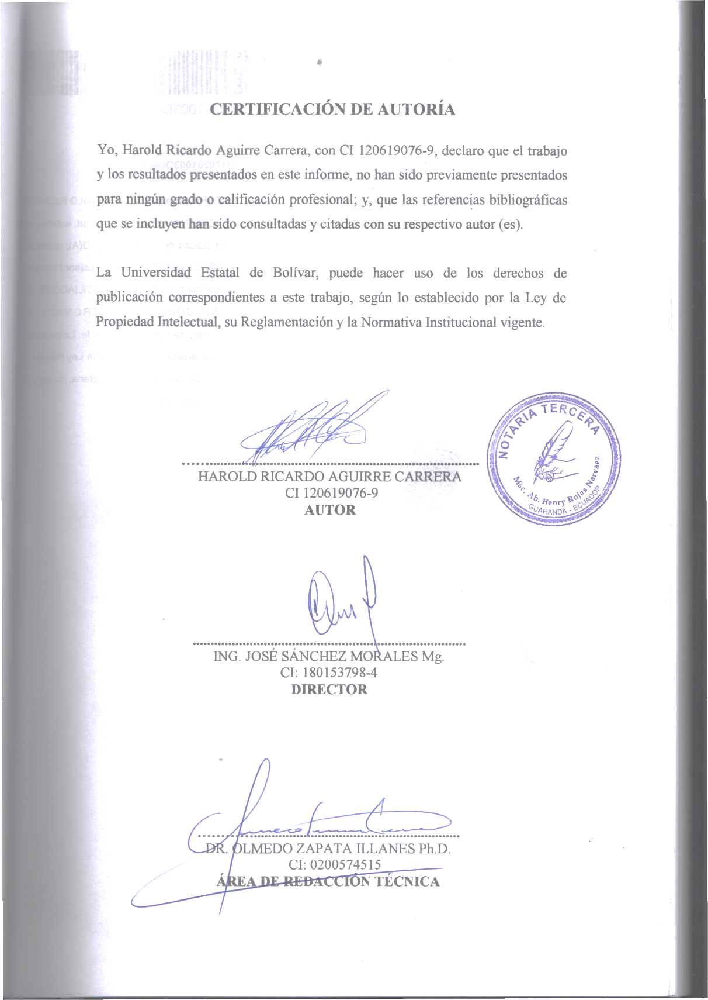 CERTIFICACIÓN DE AUTORÍA
Yo, Harold Ricardo Aguirre Carrera, con CI 120619076-9, declaro que el trabajo
y los resultados presentados en este informe, no han sido previamente presentados
para ningún grado o calificación profesional; y, que las referencias bibliográficas
que se incluyen han sido consultadas y citadas con su respectivo autor (es).
La Universidad Estatal de Bolívar, puede hacer uso de los derechos de
publicación correspondientes a este trabajo, según lo establecido por la Ley de
Propiedad Intelectual, su Reglamentación y la Normativa Institucional vigente.
HAROLD RICARDO AGUIRRE CARRERA
CI 120619076-9
AUTOR
NOTARIA TERCERA
Msc. Ab. Henry Rojas Narváez
GUARANDA - ECUADOR
ING. JOSÉ SÁNCHEZ MORALES Mg.
CI: 180153798-4
DIRECTOR
DR. OLMEDO ZAPATA ILLANES Ph.D.
CI: 0200574515
ÁREA DE REDACCIÓN TÉCNICA